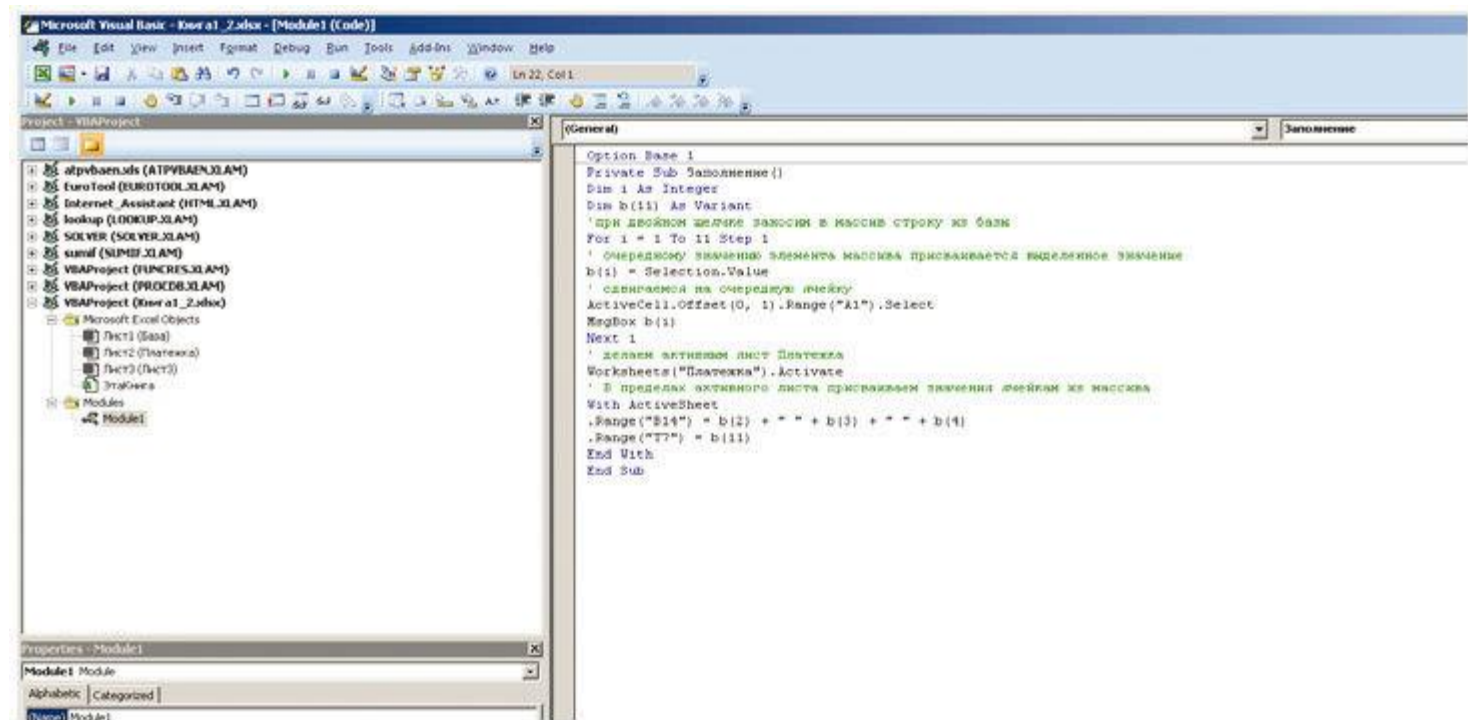 Microsoft Visual Basic - Книга1_2.xlsx - [Module1 (Code)]
File Edit View Insert Format Debug Run Tools Add-Ins Window Help
Ln 22, Col 1
Project - VBAProject
(General)
Заполнение
atpvbaen.xls (ATPVBAEN.XLAM)
EuroTool (EUROTOOL.XLAM)
Internet_Assistant (HTML.XLAM)
lookup (LOOKUP.XLAM)
SOLVER (SOLVER.XLAM)
sumif (SUMIF.XLAM)
VBAProject (FUNCRES.XLAM)
VBAProject (PROCDB.XLAM)
VBAProject (Книга1_2.xlsx)
Microsoft Excel Objects
Лист1 (База)
Лист2 (Платежка)
Лист3 (Лист3)
ЭтаКнига
Modules
Module1
Option Base 1
Private Sub Заполнение()
Dim i As Integer
Dim b(11) As Variant
'при двойном щелчке заносим в массив строку из базы
For i = 1 To 11 Step 1
' очередному значению элемента массива присваивается выделенное значение
b(i) = Selection.Value
' сдвигаемся на очередную ячейку
ActiveCell.Offset(0, 1).Range("A1").Select
MsgBox b(i)
Next i
' делаем активным лист Платежка
Worksheets("Платежка").Activate
' В пределах активного листа присваиваем значения ячейкам из массива
With ActiveSheet
.Range("B14") = b(2) + " " + b(3) + " " + b(4)
.Range("T7") = b(11)
End With
End Sub
Properties - Module1
Module1 Module
Alphabetic Categorized
(Name) Module1